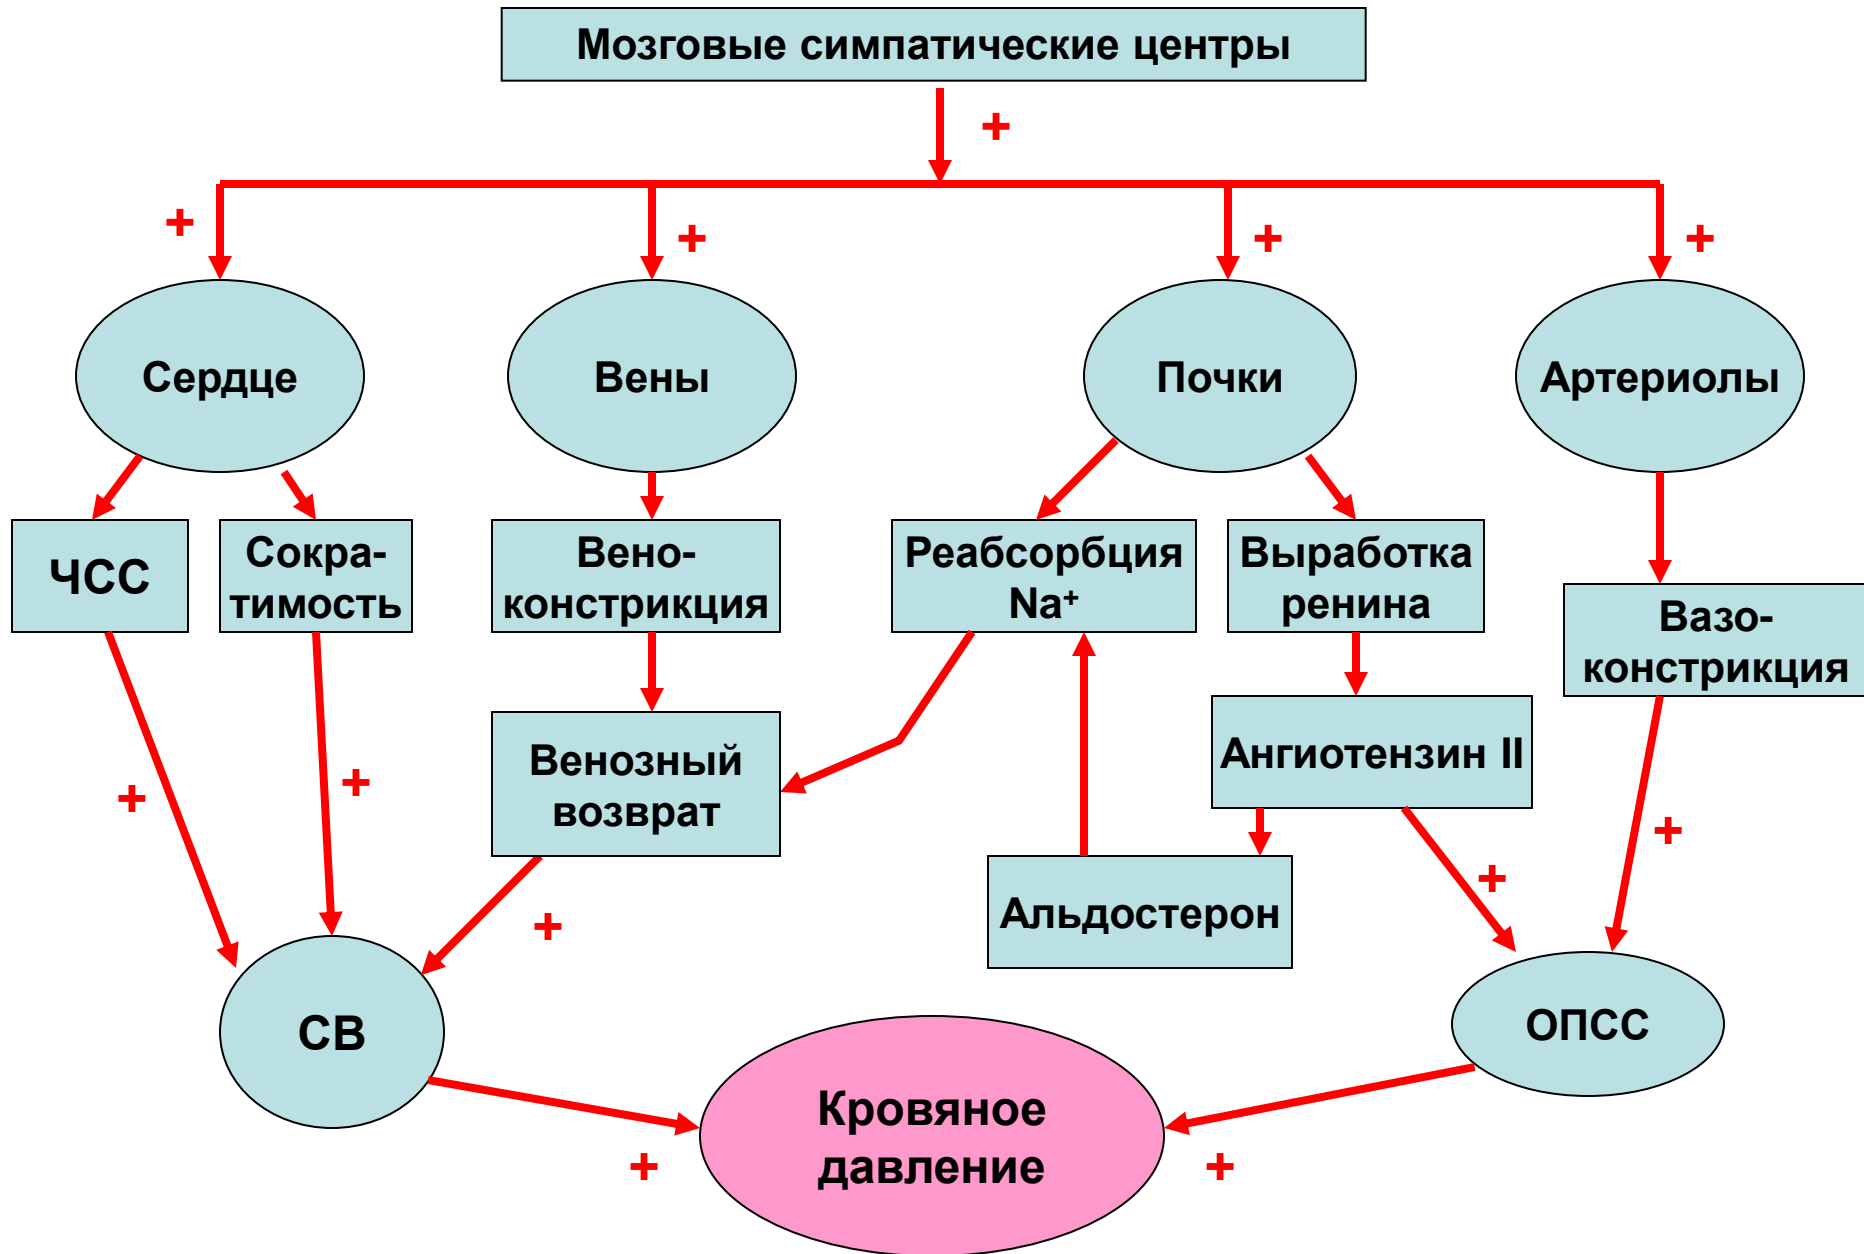 Мозговые симпатические центры
+
+
+
+
+
Сердце
Вены
Почки
Артериолы
ЧСС
Сокра-
тимость
Вено-
констрикция
Реабсорбция
Na⁺
Выработка
ренина
Вазо-
констрикция
Венозный
возврат
Ангиотензин II
+
+
+
+
+
Альдостерон
СВ
ОПСС
Кровяное
давление
+
+